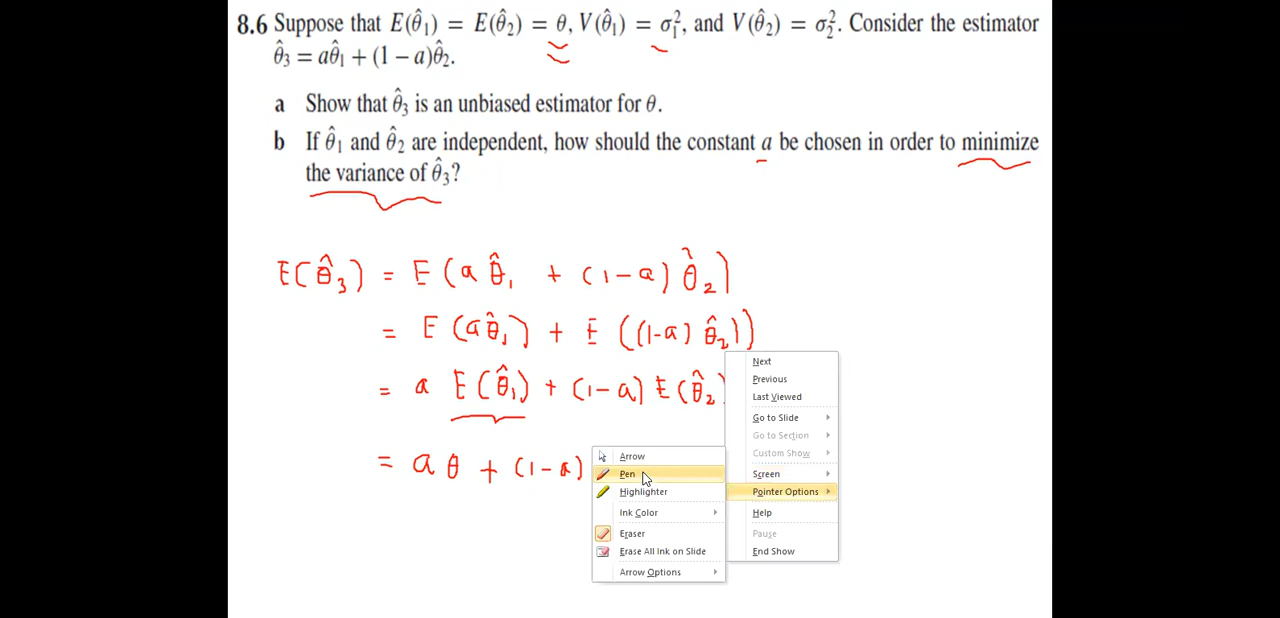 8.6 Suppose that E(θ̂₁) = E(θ̂₂) = θ, V(θ̂₁) = σ₁², and V(θ̂₂) = σ₂². Consider the estimator
θ̂₃ = aθ̂₁ + (1 − a)θ̂₂.
a Show that θ̂₃ is an unbiased estimator for θ.
b If θ̂₁ and θ̂₂ are independent, how should the constant a be chosen in order to minimize
the variance of θ̂₃?
E(θ̂₃) = E(a θ̂₁ + (1−a) θ̂₂)
= E(aθ̂₁) + E((1-a) θ̂₂))
= a E(θ̂₁) + (1−a) E(θ̂₂
= a θ + (1−a)
Next
Previous
Last Viewed
Go to Slide
Go to Section
Custom Show
Screen
Pointer Options
Help
Pause
End Show
Arrow
Pen
Highlighter
Ink Color
Eraser
Erase All Ink on Slide
Arrow Options